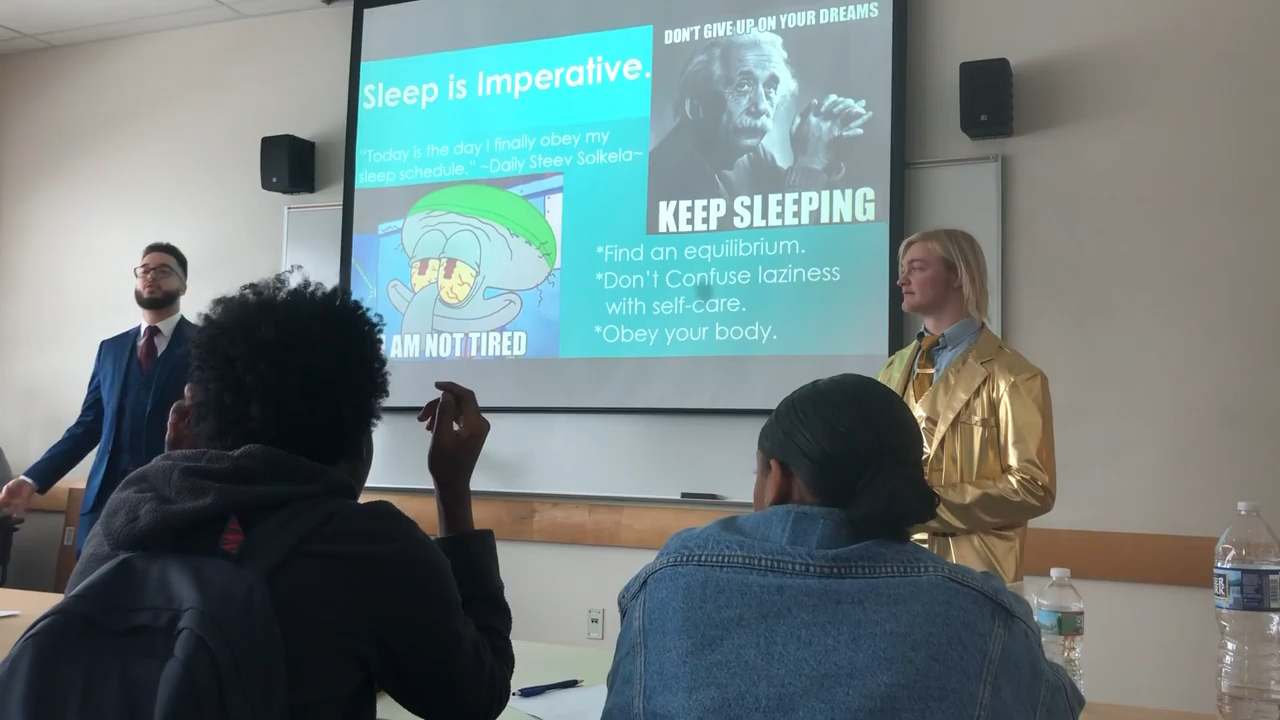 Sleep is Imperative.
"Today is the day I finally obey my
sleep schedule." ~Daily Steev Solkela~
AM NOT TIRED
DON'T GIVE UP ON YOUR DREAMS
KEEP SLEEPING
*Find an equilibrium.
*Don't Confuse laziness
with self-care.
*Obey your body.